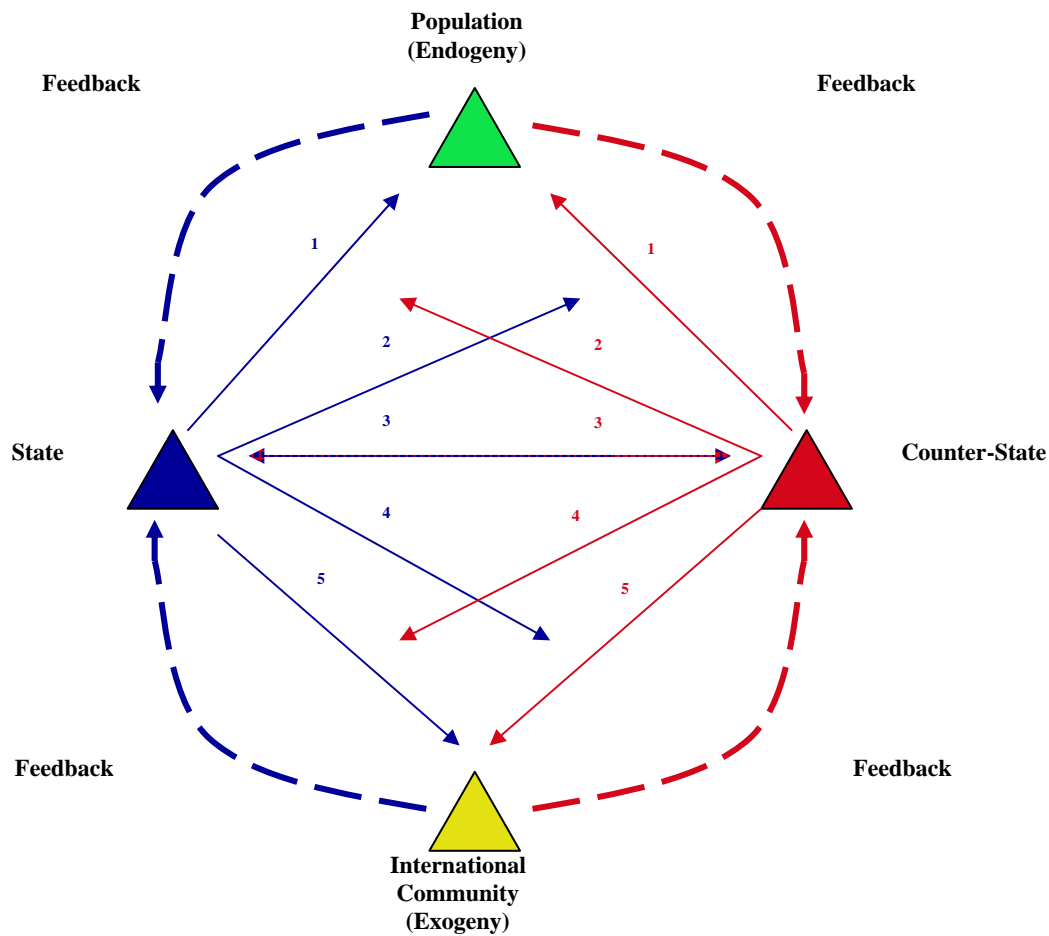 Population
(Endogeny)
Feedback
Feedback
1
1
2
2
3
3
State
Counter-State
4
4
5
5
Feedback
Feedback
International
Community
(Exogeny)